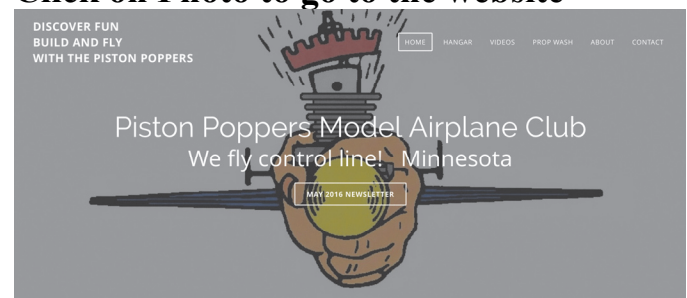 Click on Photo to go to the website
DISCOVER FUN
BUILD AND FLY
WITH THE PISTON POPPERS
HOME HANGAR VIDEOS PROP WASH ABOUT CONTACT
Piston Poppers Model Airplane Club
We fly control line! Minnesota
MAY 2016 NEWSLETTER